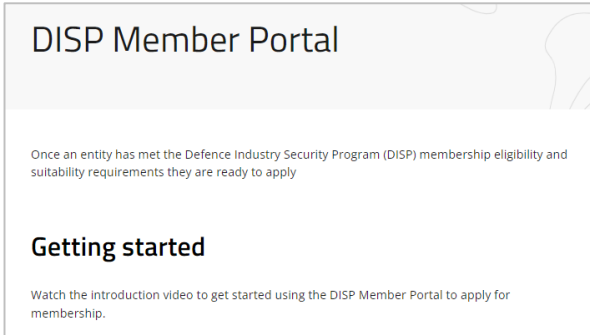 DISP Member Portal
Once an entity has met the Defence Industry Security Program (DISP) membership eligibility and
suitability requirements they are ready to apply
Getting started
Watch the introduction video to get started using the DISP Member Portal to apply for
membership.